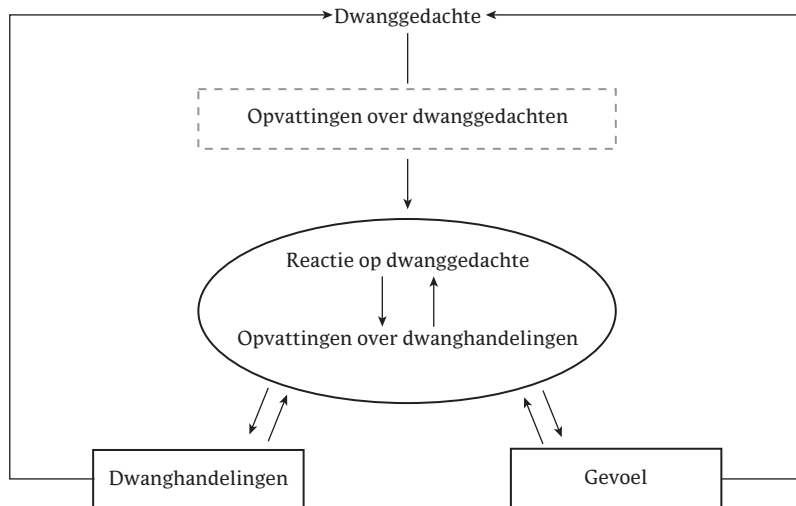 Dwanggedachte
Opvattingen over dwanggedachten
Reactie op dwanggedachte
Opvattingen over dwanghandelingen
Dwanghandelingen
Gevoel